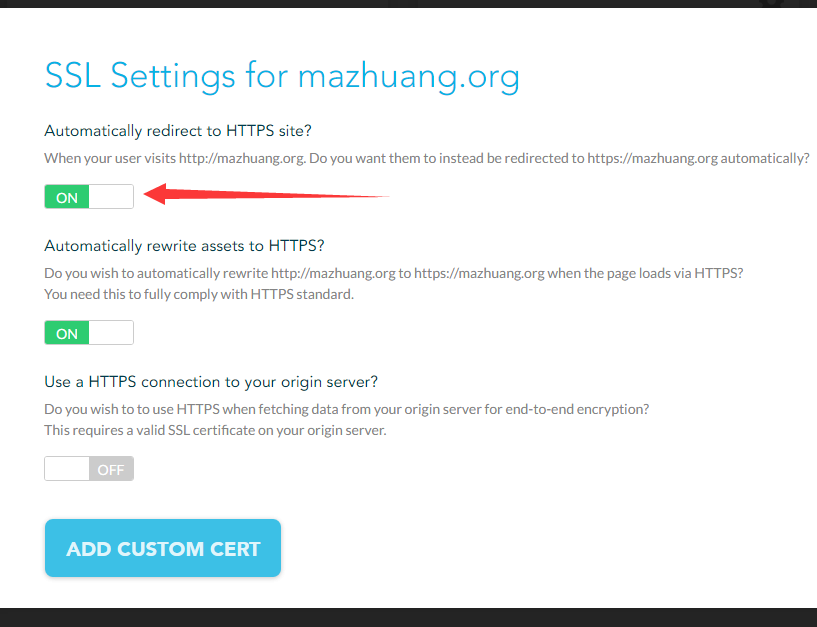 SSL Settings for mazhuang.org
Automatically redirect to HTTPS site?
When your user visits http://mazhuang.org. Do you want them to instead be redirected to https://mazhuang.org automatically?
ON
Automatically rewrite assets to HTTPS?
Do you wish to automatically rewrite http://mazhuang.org to https://mazhuang.org when the page loads via HTTPS?
You need this to fully comply with HTTPS standard.
ON
Use a HTTPS connection to your origin server?
Do you wish to to use HTTPS when fetching data from your origin server for end-to-end encryption?
This requires a valid SSL certificate on your origin server.
OFF
ADD CUSTOM CERT